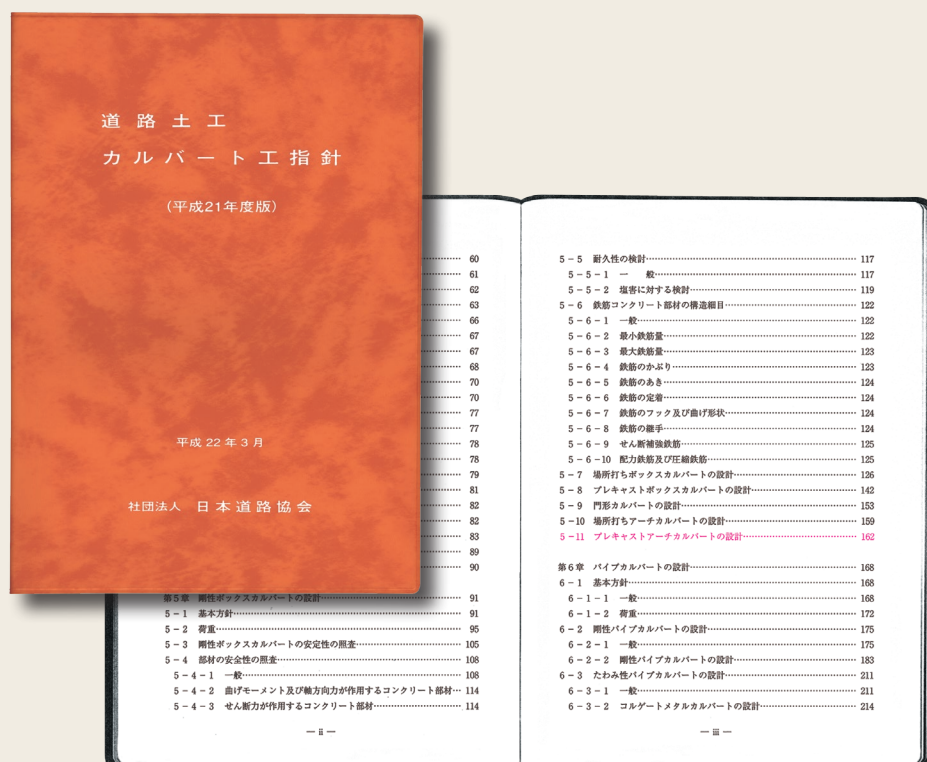 道路土工
カルバート工指針
(平成21年度版)
平成22年3月
社団法人 日本道路協会
60
61
62
63
66
67
67
68
70
70
77
77
78
78
79
81
82
82
83
89
90
第5章 剛性ボックスカルバートの設計 91
5-1 基本方針 91
5-2 荷重 95
5-3 剛性ボックスカルバートの安定性の照査 105
5-4 部材の安全性の照査 108
5-4-1 一般 108
5-4-2 曲げモーメント及び軸方向力が作用するコンクリート部材 114
5-4-3 せん断力が作用するコンクリート部材 114
— ii —
5-5 耐久性の検討 117
5-5-1 一 般 117
5-5-2 塩害に対する検討 119
5-6 鉄筋コンクリート部材の構造細目 122
5-6-1 一般 122
5-6-2 最小鉄筋量 122
5-6-3 最大鉄筋量 123
5-6-4 鉄筋のかぶり 123
5-6-5 鉄筋のあき 124
5-6-6 鉄筋の定着 124
5-6-7 鉄筋のフック及び曲げ形状 124
5-6-8 鉄筋の継手 124
5-6-9 せん断補強鉄筋 125
5-6-10 配力鉄筋及び圧縮鉄筋 125
5-7 場所打ちボックスカルバートの設計 126
5-8 プレキャストボックスカルバートの設計 142
5-9 門形カルバートの設計 153
5-10 場所打ちアーチカルバートの設計 159
5-11 プレキャストアーチカルバートの設計 162
第6章 パイプカルバートの設計 168
6-1 基本方針 168
6-1-1 一般 168
6-1-2 荷重 172
6-2 剛性パイプカルバートの設計 175
6-2-1 一般 175
6-2-2 剛性パイプカルバートの設計 183
6-3 たわみ性パイプカルバートの設計 211
6-3-1 一般 211
6-3-2 コルゲートメタルカルバートの設計 214
— iii —